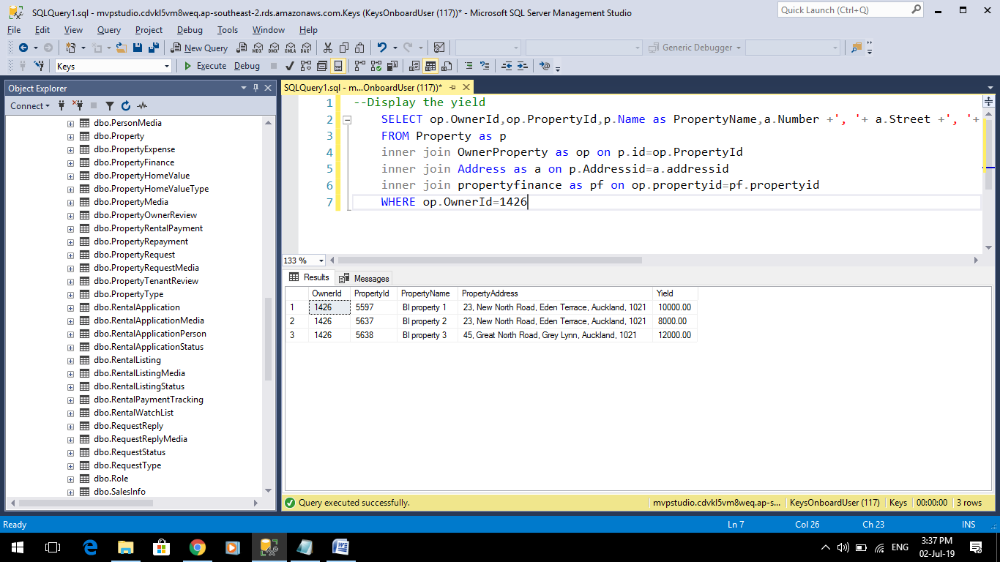 SQLQuery1.sql - mvpstudio.cdvkl5vm8weq.ap-southeast-2.rds.amazonaws.com.Keys (KeysOnboardUser (117))* - Microsoft SQL Server Management Studio
Quick Launch (Ctrl+Q)
File Edit View Query Project Debug Tools Window Help
New Query MDX DMX XMLA DAX Generic Debugger
Keys Execute Debug
Object Explorer
Connect
dbo.PersonMedia
dbo.Property
dbo.PropertyExpense
dbo.PropertyFinance
dbo.PropertyHomeValue
dbo.PropertyHomeValueType
dbo.PropertyMedia
dbo.PropertyOwnerReview
dbo.PropertyRentalPayment
dbo.PropertyRepayment
dbo.PropertyRequest
dbo.PropertyRequestMedia
dbo.PropertyTenantReview
dbo.PropertyType
dbo.RentalApplication
dbo.RentalApplicationMedia
dbo.RentalApplicationPerson
dbo.RentalApplicationStatus
dbo.RentalListing
dbo.RentalListingMedia
dbo.RentalListingStatus
dbo.RentalPaymentTracking
dbo.RentalWatchList
dbo.RequestReply
dbo.RequestReplyMedia
dbo.RequestStatus
dbo.RequestType
dbo.Role
dbo.SalesInfo
SQLQuery1.sql - m...OnboardUser (117))*
1 --Display the yield
2 SELECT op.OwnerId,op.PropertyId,p.Name as PropertyName,a.Number +', '+ a.Street +', '+
3 FROM Property as p
4 inner join OwnerProperty as op on p.id=op.PropertyId
5 inner join Address as a on p.Addressid=a.addressid
6 inner join propertyfinance as pf on op.propertyid=pf.propertyid
7 WHERE op.OwnerId=1426
133 %
Results Messages
OwnerId PropertyId PropertyName PropertyAddress Yield
1 1426 5597 BI property 1 23, New North Road, Eden Terrace, Auckland, 1021 10000.00
2 1426 5637 BI property 2 23, New North Road, Eden Terrace, Auckland, 1021 8000.00
3 1426 5638 BI property 3 45, Great North Road, Grey Lynn, Auckland, 1021 12000.00
Query executed successfully. mvpstudio.cdvkl5vm8weq.ap-s... KeysOnboardUser (117) Keys 00:00:00 3 rows
Ready Ln 7 Col 26 Ch 23 INS
ENG 3:37 PM
02-Jul-19